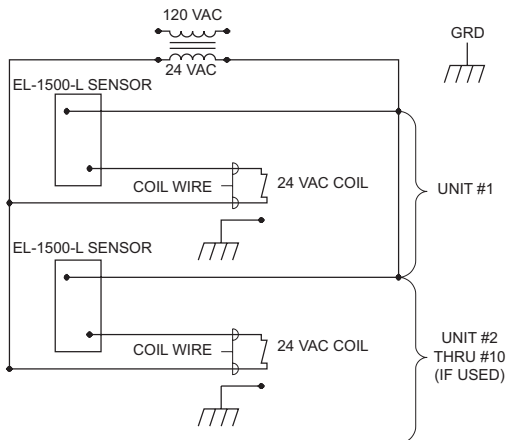 120 VAC
24 VAC
GRD
EL-1500-L SENSOR
COIL WIRE
24 VAC COIL
UNIT #1
EL-1500-L SENSOR
COIL WIRE
24 VAC COIL
UNIT #2
THRU #10
(IF USED)